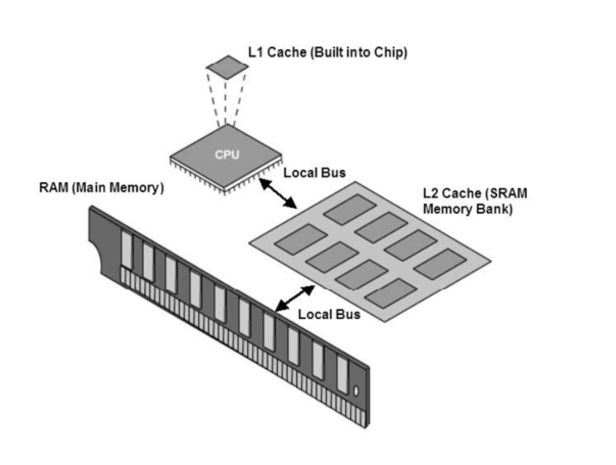 L1 Cache (Built into Chip)
CPU
Local Bus
RAM (Main Memory)
L2 Cache (SRAM
Memory Bank)
Local Bus